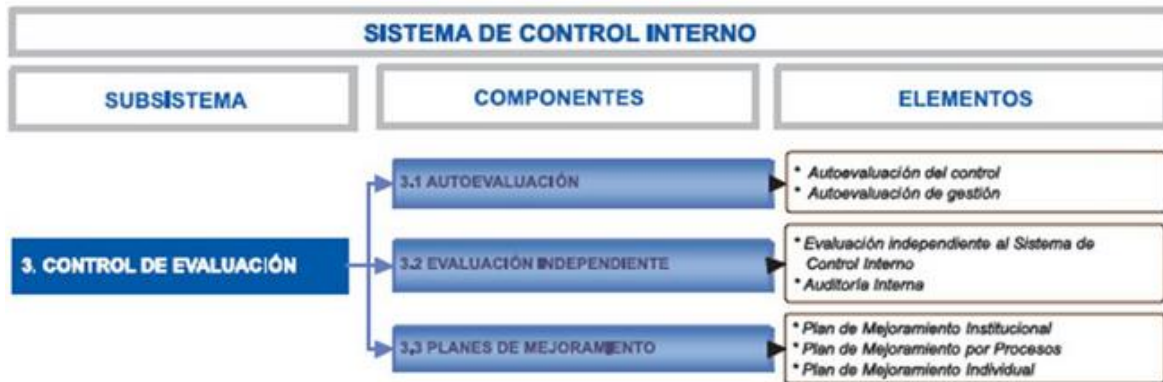 SISTEMA DE CONTROL INTERNO
SUBSISTEMA
COMPONENTES
ELEMENTOS
3. CONTROL DE EVALUACIÓN
3.1 AUTOEVALUACIÓN
* Autoevaluación del control
* Autoevaluación de gestión
3.2 EVALUACIÓN INDEPENDIENTE
* Evaluación independiente al Sistema de
Control Interno
* Auditoría Interna
3,3 PLANES DE MEJORAMIENTO
* Plan de Mejoramiento Institucional
* Plan de Mejoramiento por Procesos
* Plan de Mejoramiento Individual